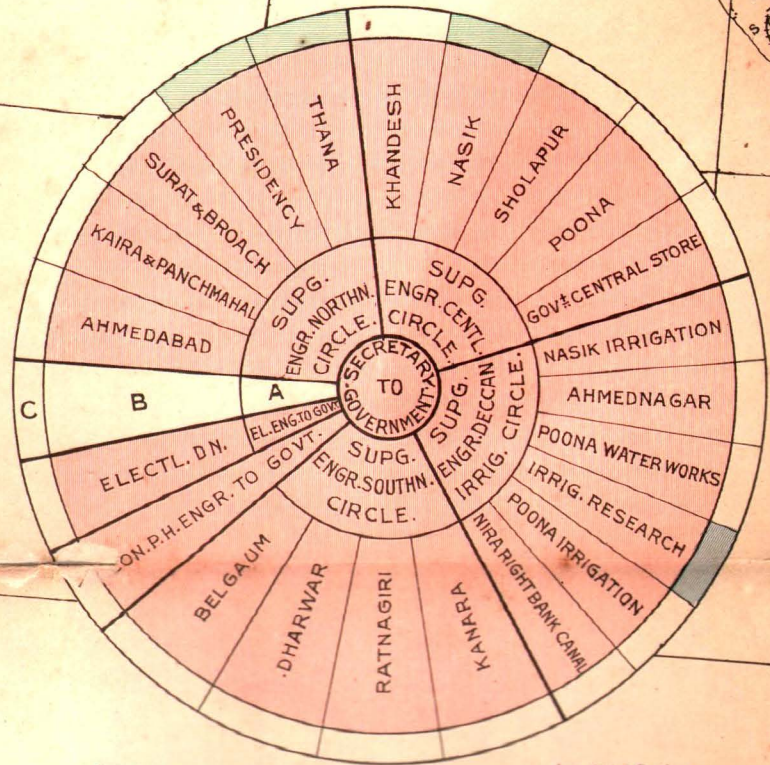 SECRETARY
TO
GOVERNMENT
SUPG.
ENGR. NORTHN.
CIRCLE.
AHMEDABAD
KAIRA & PANCHMAHAL
SURAT & BROACH
PRESIDENCY
THANA
SUPG.
ENGR. CENTL.
CIRCLE.
KHANDESH
NASIK
SHOLAPUR
POONA
GOVT. CENTRAL STORE
SUPG.
ENGR. DECCAN
IRRIG. CIRCLE.
NASIK IRRIGATION
AHMEDNAGAR
POONA WATER WORKS
IRRIG. RESEARCH
POONA IRRIGATION
NIRA RIGHT BANK CANAL
SUPG.
ENGR. SOUTHN.
CIRCLE.
KANARA
RATNAGIRI
DHARWAR
BELGAUM
ON. P. H. ENGR. TO GOVT.
EL. ENG. TO GOVT.
ELECTL. DN.
A
B
C
S